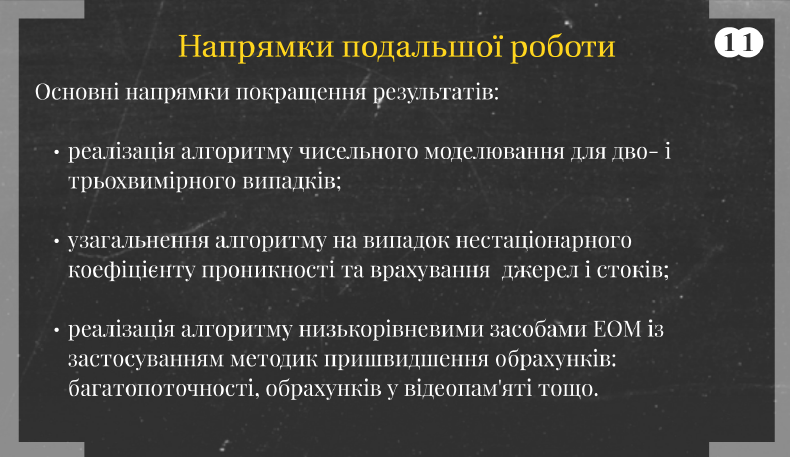 Напрямки подальшої роботи
11
Основні напрямки покращення результатів:
• реалізація алгоритму чисельного моделювання для дво- і
трьохвимірного випадків;
• узагальнення алгоритму на випадок нестаціонарного
коефіцієнту проникності та врахування джерел і стоків;
• реалізація алгоритму низькорівневими засобами ЕОМ із
застосуванням методик пришвидшення обрахунків:
багатопоточності, обрахунків у відеопам'яті тощо.